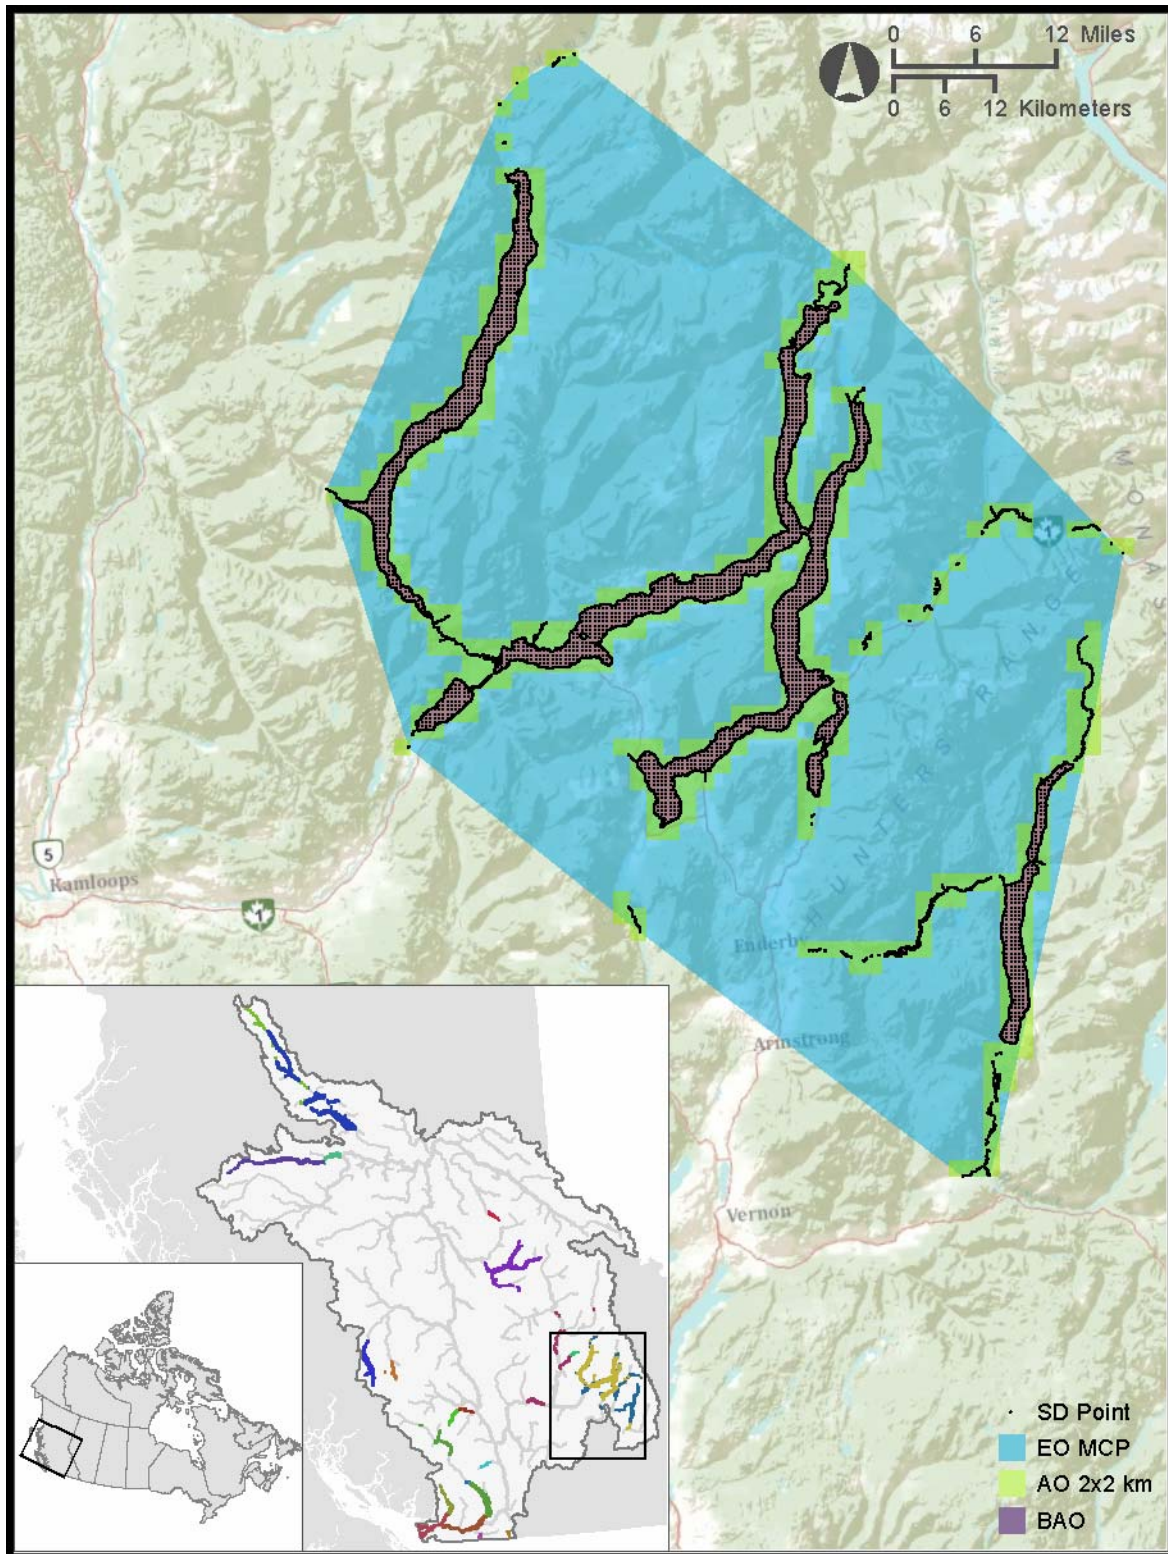 0 6 12 Miles
0 6 12 Kilometers
M O N A S
1
H U N T E R S R A N G E
5
Kamloops
1
Enderby
Armstrong
Vernon
SD Point
EO MCP
AO 2x2 km
BAO